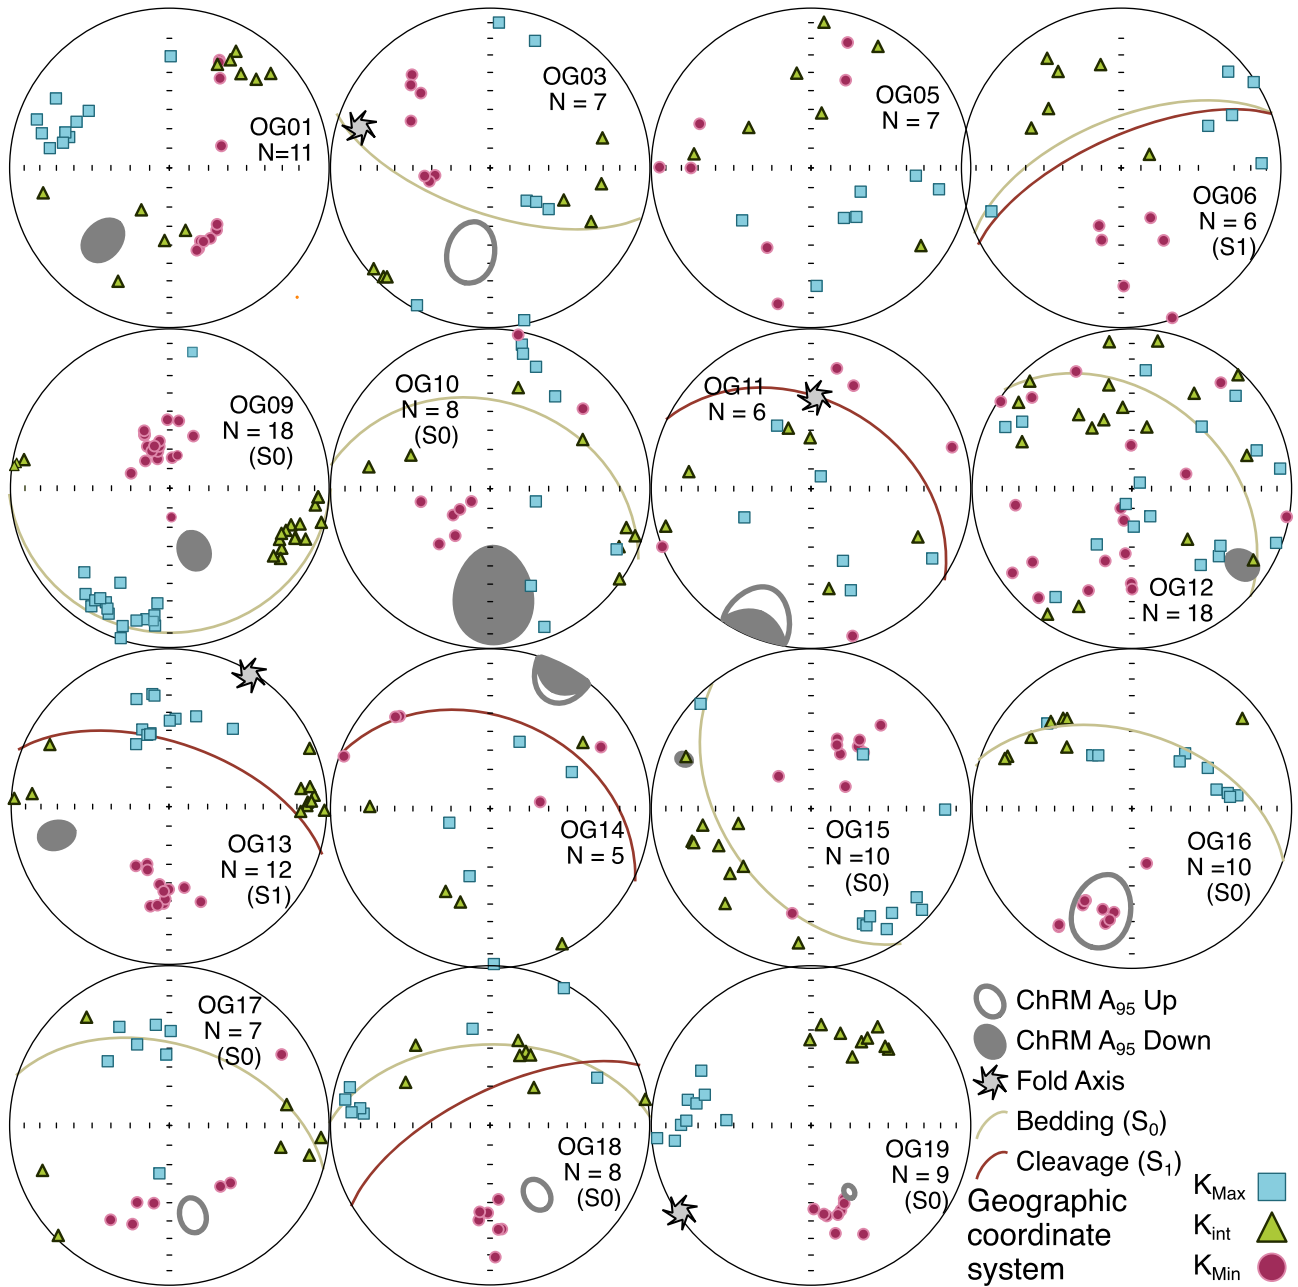 OG01
N=11
OG03
N = 7
OG05
N = 7
OG06
N = 6
(S1)
OG09
N = 18
(S0)
OG10
N = 8
(S0)
OG11
N = 6
OG12
N = 18
OG13
N = 12
(S1)
OG14
N = 5
OG15
N =10
(S0)
OG16
N =10
(S0)
OG17
N = 7
(S0)
OG18
N = 8
(S0)
OG19
N = 9
(S0)
ChRM A95 Up
ChRM A95 Down
Fold Axis
Bedding (S0)
Cleavage (S1)
Geographic
coordinate
system
KMax
Kint
KMin